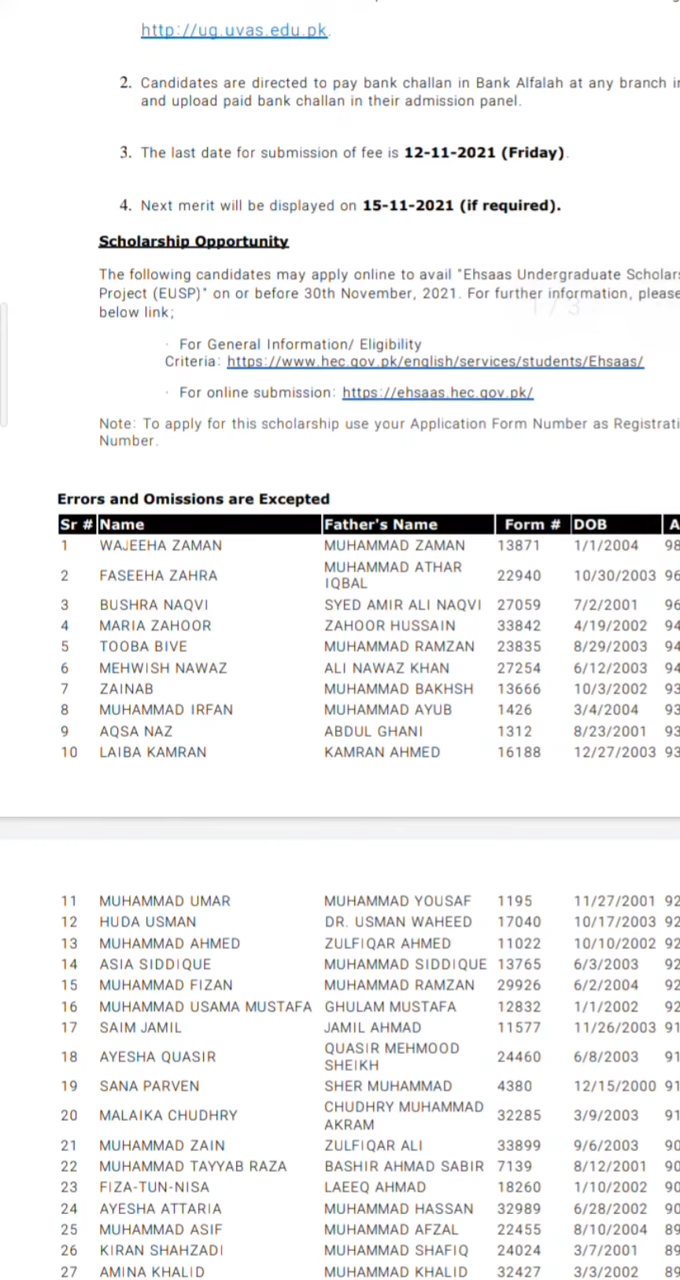 http://ug.uvas.edu.pk.
2. Candidates are directed to pay bank challan in Bank Alfalah at any branch
and upload paid bank challan in their admission panel.
3. The last date for submission of fee is 12-11-2021 (Friday).
4. Next merit will be displayed on 15-11-2021 (if required).
Scholarship Opportunity
The following candidates may apply online to avail "Ehsaas Undergraduate
Project (EUSP)" on or before 30th November, 2021. For further information, please
below link;
· For General Information/ Eligibility
Criteria: https://www.hec.gov.pk/english/services/students/Ehsaas/
· For online submission: https://ehsaas.hec.gov.pk/
Note: To apply for this scholarship use your Application Form Number as
Number.
1 / 3
Errors and Omissions are Excepted
Sr # Name Father's Name Form # DOB A
1 WAJEEHA ZAMAN MUHAMMAD ZAMAN 13871 1/1/2004 98
2 FASEEHA ZAHRA MUHAMMAD ATHAR IQBAL 22940 10/30/2003 96
3 BUSHRA NAQVI SYED AMIR ALI NAQVI 27059 7/2/2001 96
4 MARIA ZAHOOR ZAHOOR HUSSAIN 33842 4/19/2002 94
5 TOOBA BIVE MUHAMMAD RAMZAN 23835 8/29/2003 94
6 MEHWISH NAWAZ ALI NAWAZ KHAN 27254 6/12/2003 94
7 ZAINAB MUHAMMAD BAKHSH 13666 10/3/2002 93
8 MUHAMMAD IRFAN MUHAMMAD AYUB 1426 3/4/2004 93
9 AQSA NAZ ABDUL GHANI 1312 8/23/2001 93
10 LAIBA KAMRAN KAMRAN AHMED 16188 12/27/2003 93
11 MUHAMMAD UMAR MUHAMMAD YOUSAF 1195 11/27/2001 92
12 HUDA USMAN DR. USMAN WAHEED 17040 10/17/2003 92
13 MUHAMMAD AHMED ZULFIQAR AHMED 11022 10/10/2002 92
14 ASIA SIDDIQUE MUHAMMAD SIDDIQUE 13765 6/3/2003 92
15 MUHAMMAD FIZAN MUHAMMAD RAMZAN 29926 6/2/2004 92
16 MUHAMMAD USAMA MUSTAFA GHULAM MUSTAFA 12832 1/1/2002 92
17 SAIM JAMIL JAMIL AHMAD 11577 11/26/2003 91
18 AYESHA QUASIR QUASIR MEHMOOD SHEIKH 24460 6/8/2003 91
19 SANA PARVEN SHER MUHAMMAD 4380 12/15/2000 91
20 MALAIKA CHUDHRY CHUDHRY MUHAMMAD AKRAM 32285 3/9/2003 91
21 MUHAMMAD ZAIN ZULFIQAR ALI 33899 9/6/2003 90
22 MUHAMMAD TAYYAB RAZA BASHIR AHMAD SABIR 7139 8/12/2001 90
23 FIZA-TUN-NISA LAEEQ AHMAD 18260 1/10/2002 90
24 AYESHA ATTARIA MUHAMMAD HASSAN 32989 6/28/2002 90
25 MUHAMMAD ASIF MUHAMMAD AFZAL 22455 8/10/2004 89
26 KIRAN SHAHZADI MUHAMMAD SHAFIQ 24024 3/7/2001 89
27 AMINA KHALID MUHAMMAD KHALID 32427 3/3/2002 89